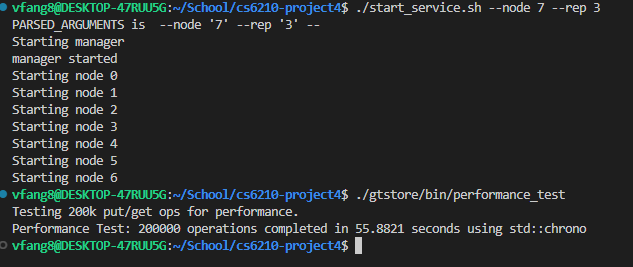 vfang8@DESKTOP-47RUU5G:~/School/cs6210-project4$ ./start_service.sh --node 7 --rep 3
PARSED_ARGUMENTS is  --node '7' --rep '3' --
Starting manager
manager started
Starting node 0
Starting node 1
Starting node 2
Starting node 3
Starting node 4
Starting node 5
Starting node 6
vfang8@DESKTOP-47RUU5G:~/School/cs6210-project4$ ./gtstore/bin/performance_test
Testing 200k put/get ops for performance.
Performance Test: 200000 operations completed in 55.8821 seconds using std::chrono
vfang8@DESKTOP-47RUU5G:~/School/cs6210-project4$